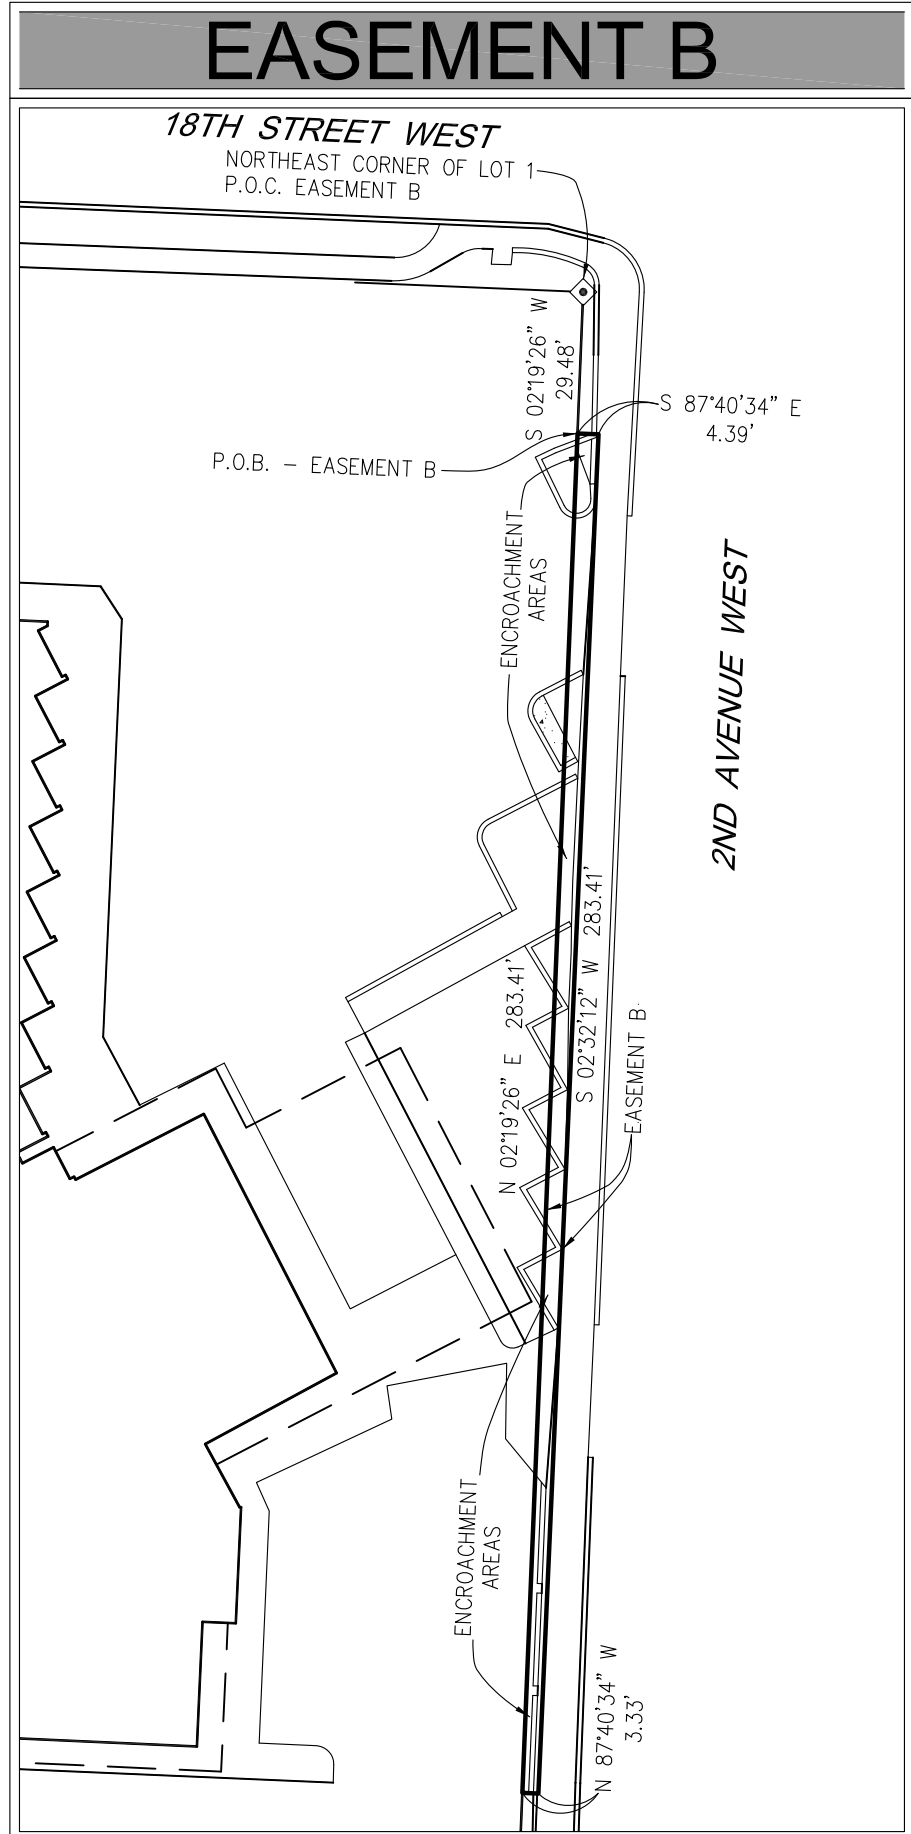 EASEMENT B
18TH STREET WEST
NORTHEAST CORNER OF LOT 1
P.O.C. EASEMENT B
S 02°19'26" W
29.48'
S 87°40'34" E
4.39'
P.O.B. - EASEMENT B
ENCROACHMENT
AREAS
2ND AVENUE WEST
N 02°19'26" E 283.41'
S 02°32'12" W 283.41'
EASEMENT B
ENCROACHMENT
AREAS
N 87°40'34" W
3.33'